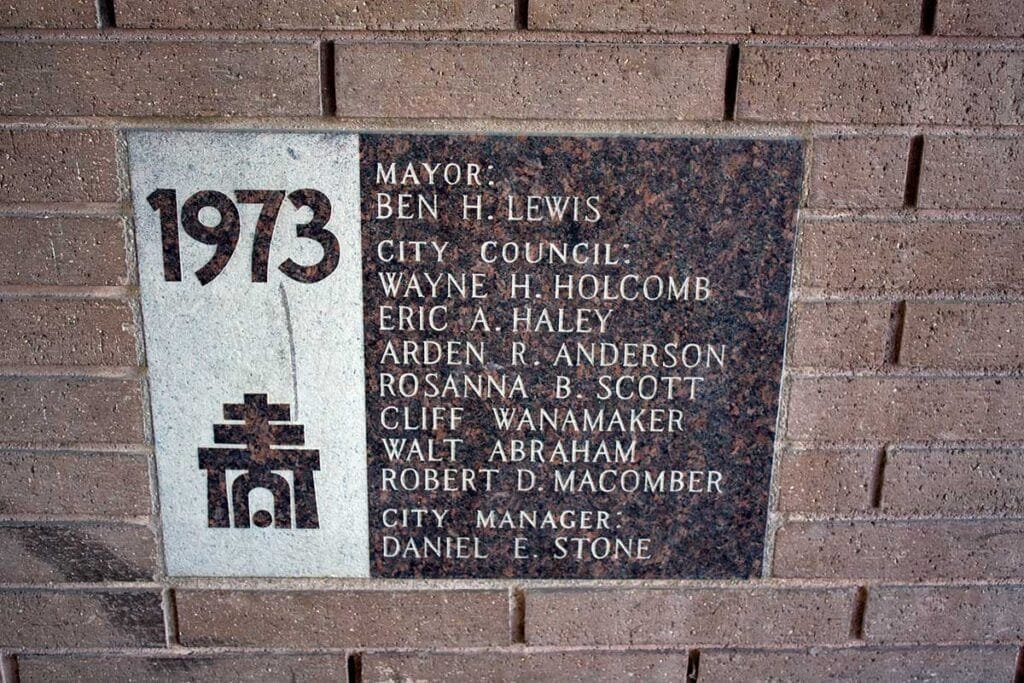 1973
MAYOR:
BEN H. LEWIS
CITY COUNCIL:
WAYNE H. HOLCOMB
ERIC A. HALEY
ARDEN R. ANDERSON
ROSANNA B. SCOTT
CLIFF WANAMAKER
WALT ABRAHAM
ROBERT D. MACOMBER
CITY MANAGER:
DANIEL E. STONE